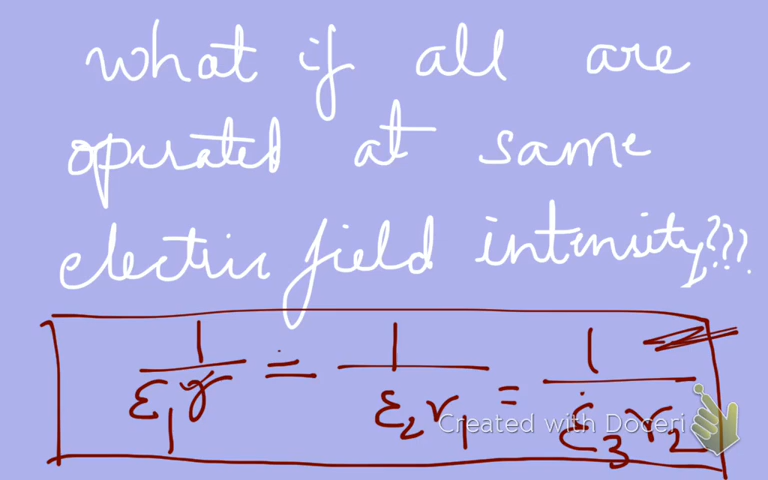 what if all are
operated at same
electric field intensity???
1/ε₁r = 1/ε₂r₁ = 1/ε₃r₂
Created with Doceri